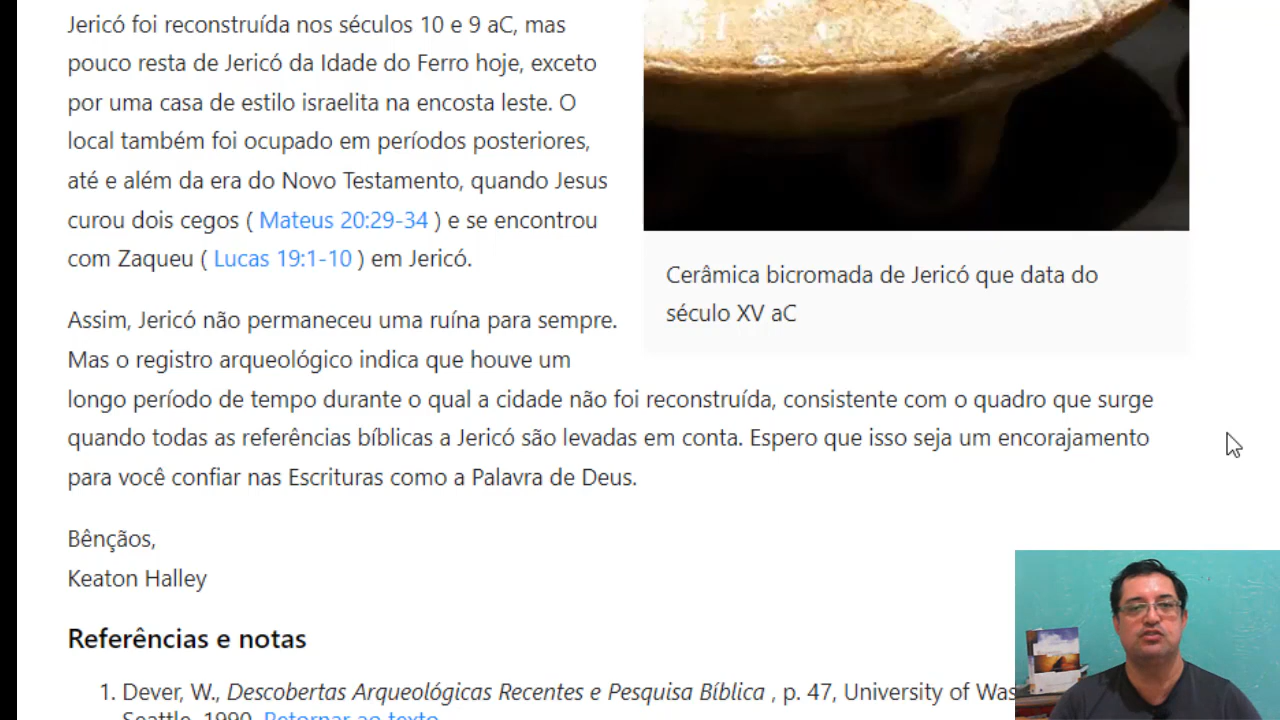 Jericó foi reconstruída nos séculos 10 e 9 aC, mas
pouco resta de Jericó da Idade do Ferro hoje, exceto
por uma casa de estilo israelita na encosta leste. O
local também foi ocupado em períodos posteriores,
até e além da era do Novo Testamento, quando Jesus
curou dois cegos ( Mateus 20:29-34 ) e se encontrou
com Zaqueu ( Lucas 19:1-10 ) em Jericó.
Cerâmica bicromada de Jericó que data do
século XV aC
Assim, Jericó não permaneceu uma ruína para sempre.
Mas o registro arqueológico indica que houve um
longo período de tempo durante o qual a cidade não foi reconstruída, consistente com o quadro que surge
quando todas as referências bíblicas a Jericó são levadas em conta. Espero que isso seja um encorajamento
para você confiar nas Escrituras como a Palavra de Deus.
Bênçãos,
Keaton Halley
Referências e notas
1. Dever, W., Descobertas Arqueológicas Recentes e Pesquisa Bíblica , p. 47, University of Was
Seattle, 1990. Retornar ao texto